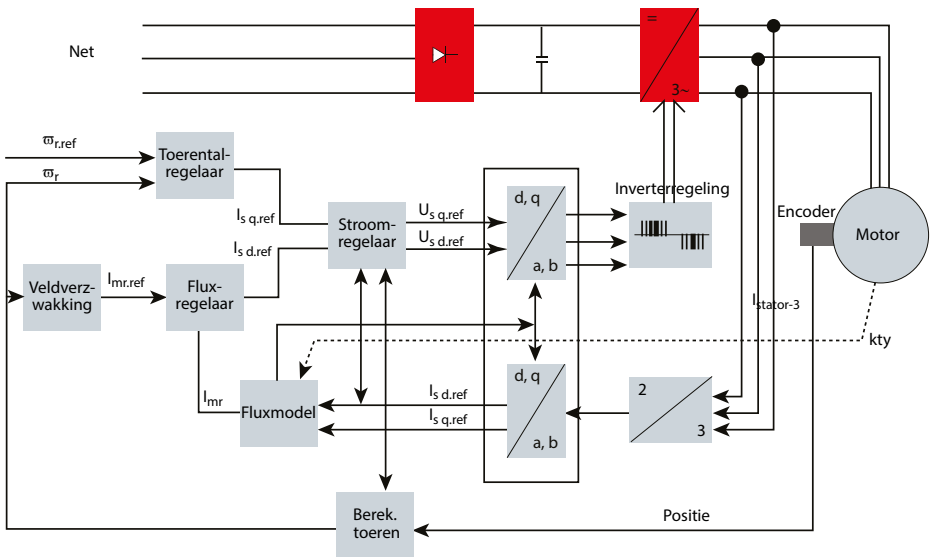 Net
=
3~
ϖr.ref
ϖr
Toerental-
regelaar
Is q.ref
Is d.ref
Stroom-
regelaar
Us q.ref
Us d.ref
d, q
a, b
Inverterregeling
Encoder
Motor
Veldverz-
wakking
Imr.ref
Flux-
regelaar
Istator-3
kty
Imr
Fluxmodel
Is d.ref
Is q.ref
d, q
a, b
2
3
Berek.
toeren
Positie